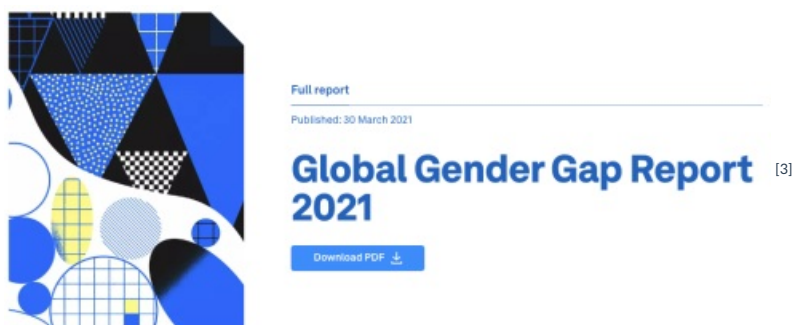 Full report
Published: 30 March 2021
Global Gender Gap Report
[3]
2021
Download PDF